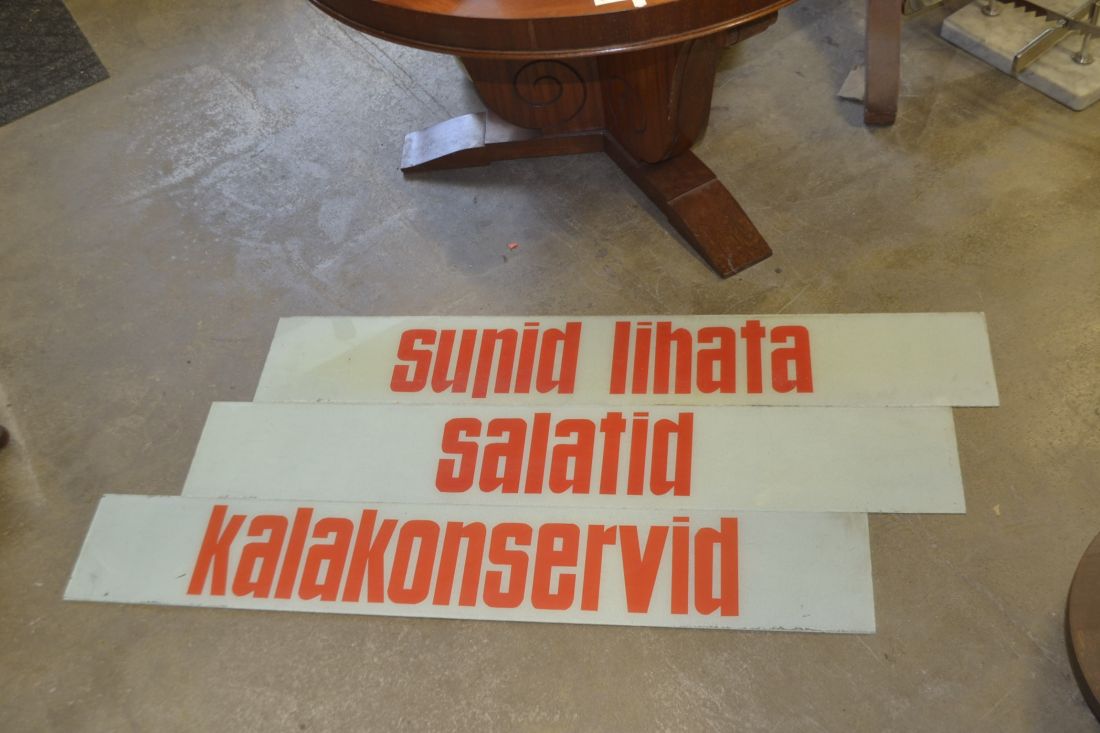 supid lihata
salatid
kalakonservid